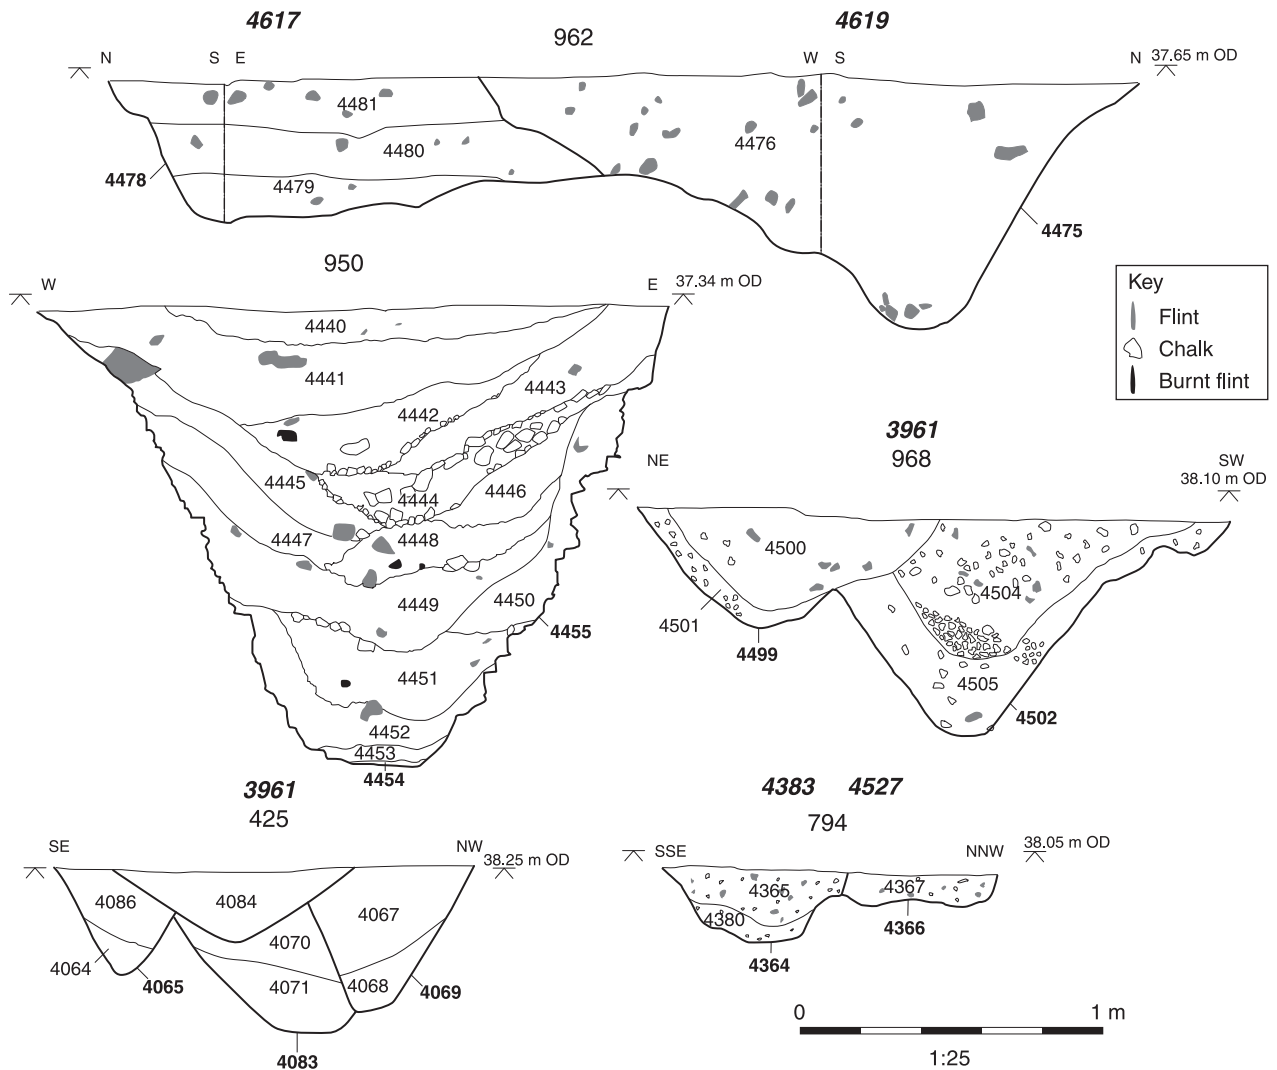 4617
4619
962
N
S E
W S
N
37.65 m OD
4481
4480
4479
4476
4478
4475
950
W
E
37.34 m OD
4440
4441
4442
4443
4445
4444
4446
4447
4448
4449
4450
4455
4451
4452
4453
4454
Key
Flint
Chalk
Burnt flint
3961
968
NE
SW
38.10 m OD
4500
4504
4501
4499
4505
4502
3961
425
SE
NW
38.25 m OD
4086
4084
4067
4070
4064
4071
4068
4065
4069
4083
4383 4527
794
SSE
NNW
38.05 m OD
4365
4367
4380
4366
4364
0
1 m
1:25